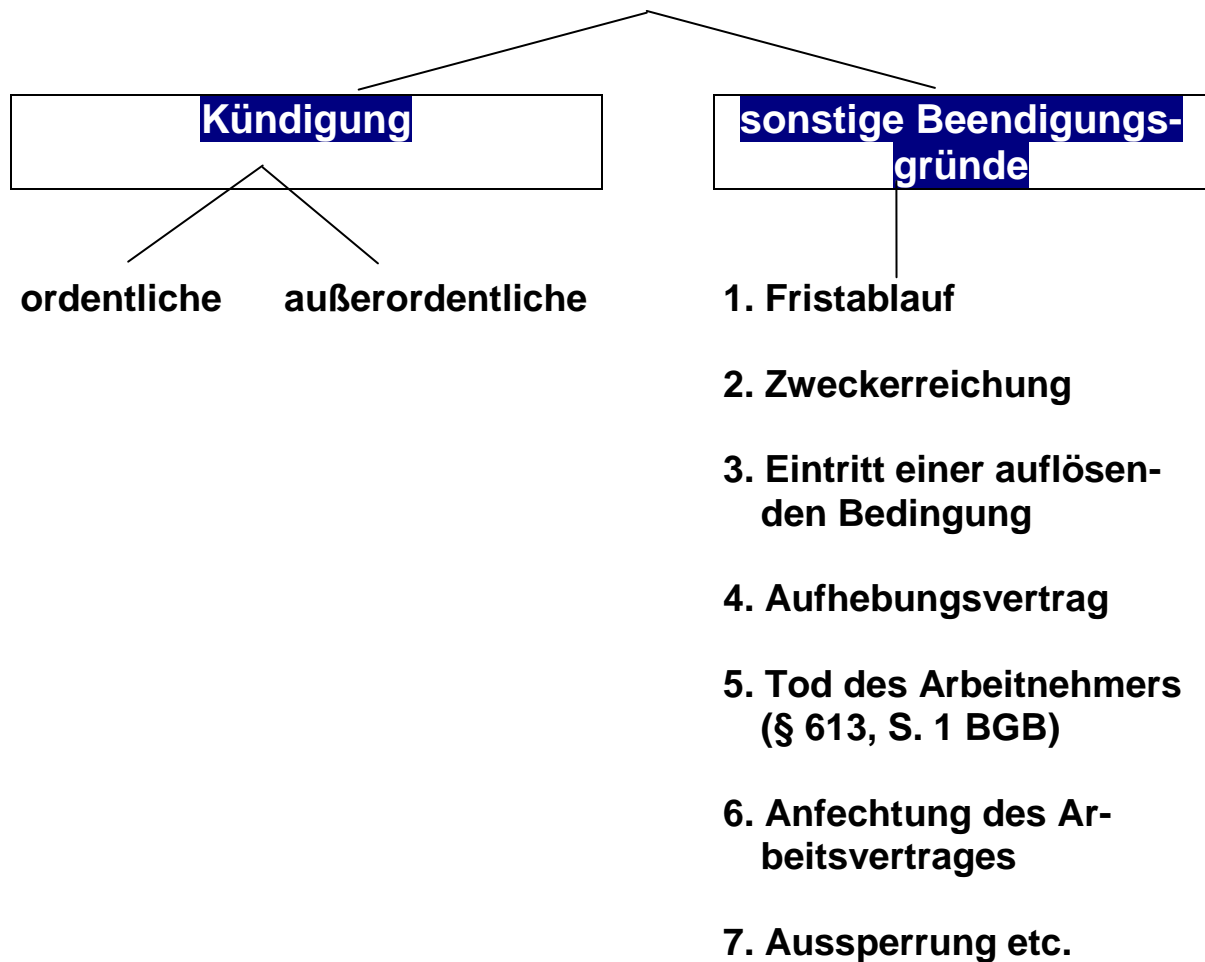 Kündigung
sonstige Beendigungs-
gründe
ordentliche
außerordentliche
1. Fristablauf
2. Zweckerreichung
3. Eintritt einer auflösen-
den Bedingung
4. Aufhebungsvertrag
5. Tod des Arbeitnehmers
(§ 613, S. 1 BGB)
6. Anfechtung des Ar-
beitsvertrages
7. Aussperrung etc.